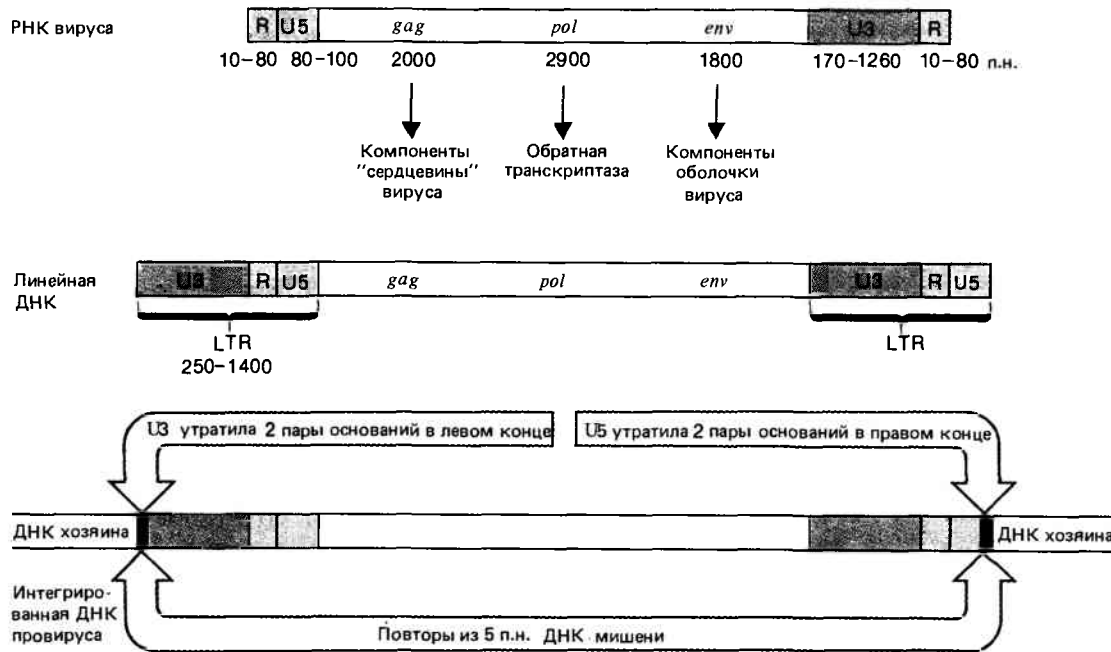 РНК вируса
R U5 gag pol env U3 R
10–80 80–100 2000 2900 1800 170–1260 10–80 п.н.
Компоненты "сердцевины" вируса
Обратная транскриптаза
Компоненты оболочки вируса
Линейная ДНК
U3 R U5 gag pol env U3 R U5
LTR
250–1400
LTR
U3 утратила 2 пары оснований в левом конце
U5 утратила 2 пары оснований в правом конце
ДНК хозяина
ДНК хозяина
Интегриро-
ванная ДНК
провируса
Повторы из 5 п.н. ДНК мишени